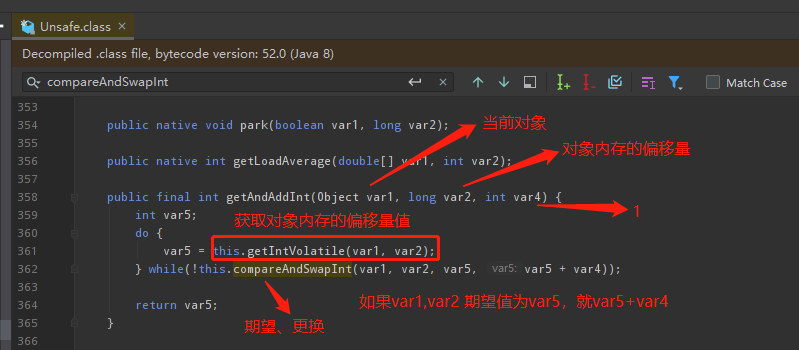 Unsafe.class
Decompiled .class file, bytecode version: 52.0 (Java 8)
compareAndSwapInt
Match Case
353
354 public native void park(boolean var1, long var2);
当前对象
355
356 public native int getLoadAverage(double[] var1, int var2);
对象内存的偏移量
357
358 public final int getAndAddInt(Object var1, long var2, int var4) {
1
359 int var5;
获取对象内存的偏移量值
360 do {
361 var5 = this.getIntVolatile(var1, var2);
362 } while(!this.compareAndSwapInt(var1, var2, var5, var5: var5 + var4));
363
如果var1,var2 期望值为var5，就var5+var4
364 return var5;
期望、更换
365 }
366